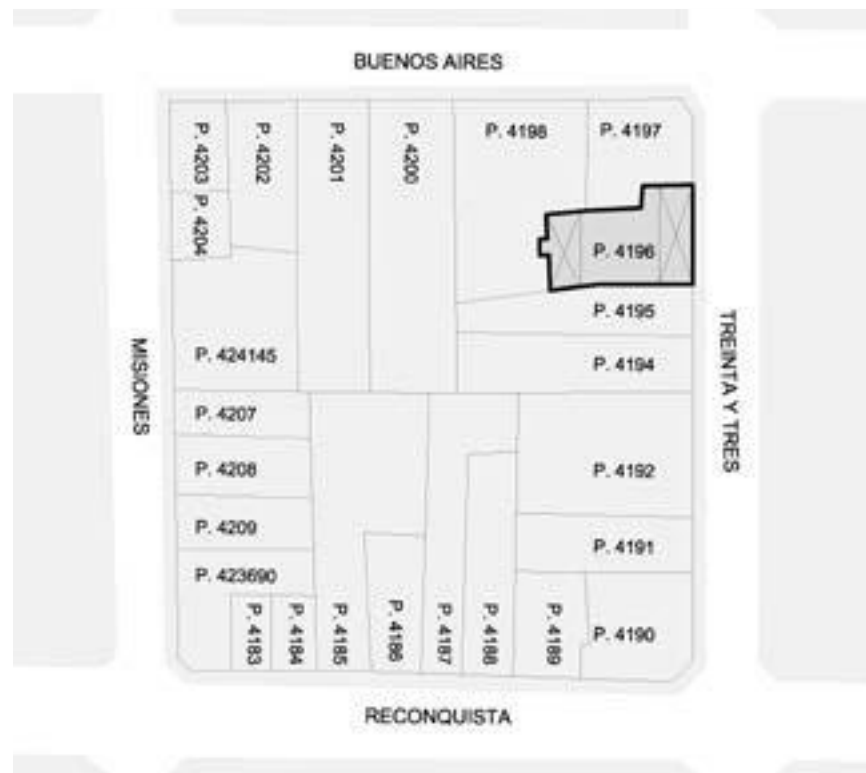 BUENOS AIRES
P. 4203
P. 4202
P. 4201
P. 4200
P. 4198
P. 4197
P. 4204
P. 4196
P. 4195
TREINTA Y TRES
MISIONES
P. 424145
P. 4194
P. 4207
P. 4208
P. 4192
P. 4209
P. 4191
P. 423690
P. 4183
P. 4184
P. 4185
P. 4186
P. 4187
P. 4188
P. 4189
P. 4190
RECONQUISTA